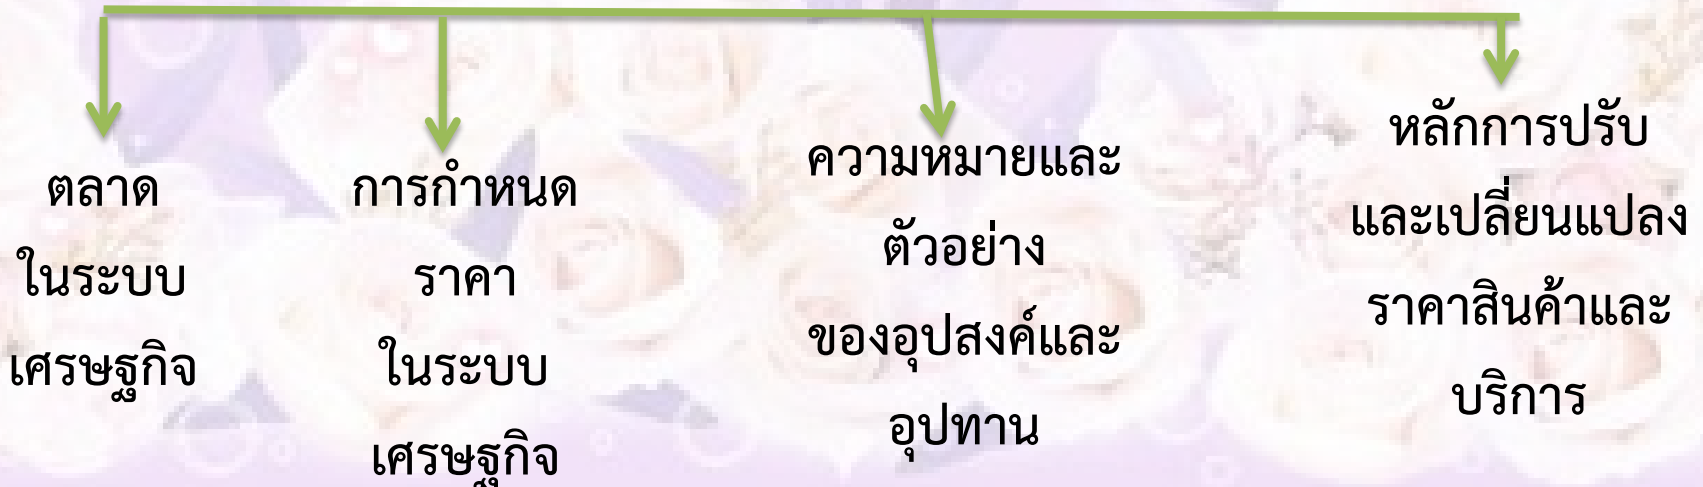 ตลาด
ในระบบ
เศรษฐกิจ
การกำหนด
ราคา
ในระบบ
เศรษฐกิจ
ความหมายและ
ตัวอย่าง
ของอุปสงค์และ
อุปทาน
หลักการปรับ
และเปลี่ยนแปลง
ราคาสินค้าและ
บริการ